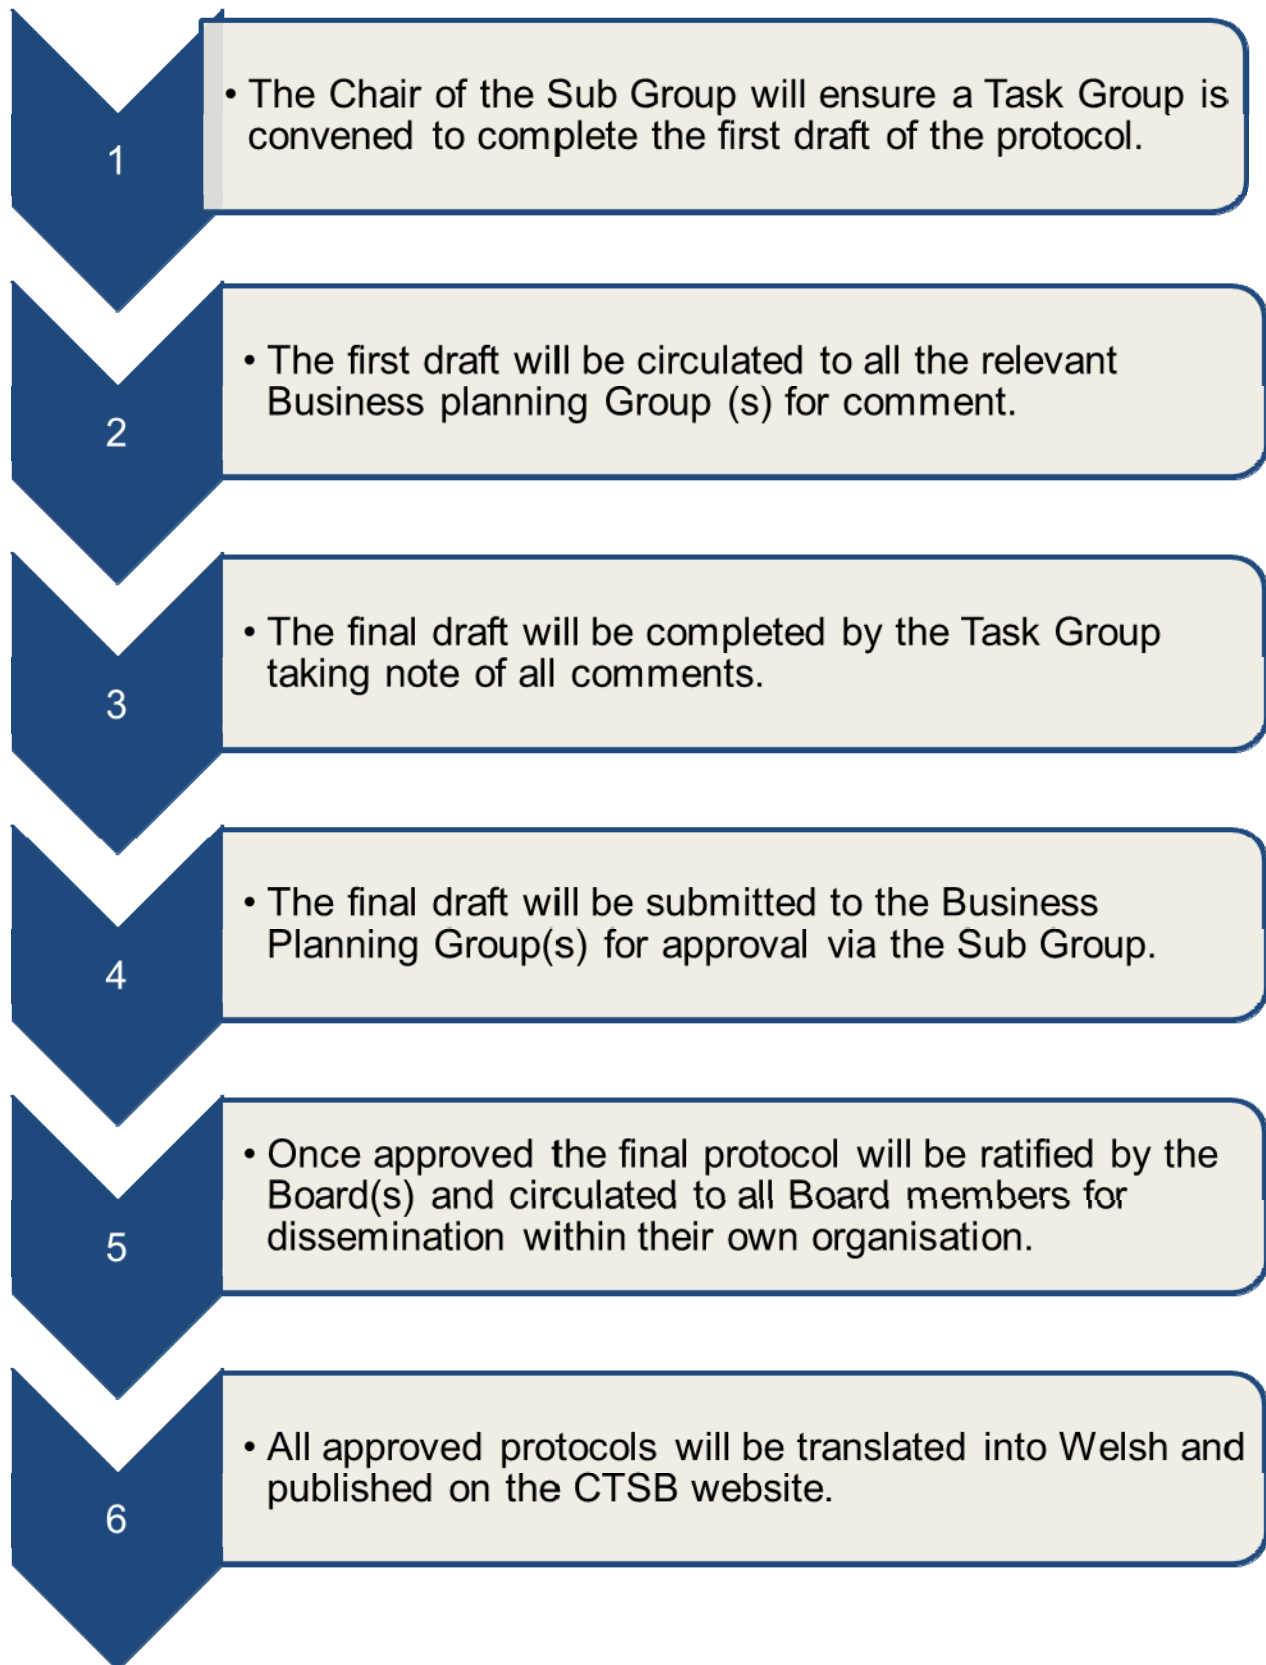 1
• The Chair of the Sub Group will ensure a Task Group is
convened to complete the first draft of the protocol.
2
• The first draft will be circulated to all the relevant
Business planning Group (s) for comment.
3
• The final draft will be completed by the Task Group
taking note of all comments.
4
• The final draft will be submitted to the Business
Planning Group(s) for approval via the Sub Group.
5
• Once approved the final protocol will be ratified by the
Board(s) and circulated to all Board members for
dissemination within their own organisation.
6
• All approved protocols will be translated into Welsh and
published on the CTSB website.